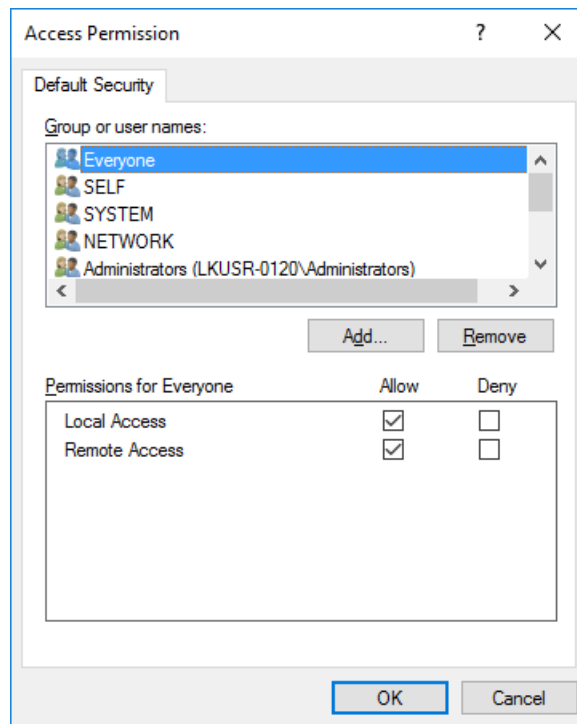 Access Permission
Default Security
Group or user names:
Everyone
SELF
SYSTEM
NETWORK
Administrators (LKUSR-0120\Administrators)
Add... Remove
Permissions for Everyone Allow Deny
Local Access
Remote Access
OK Cancel